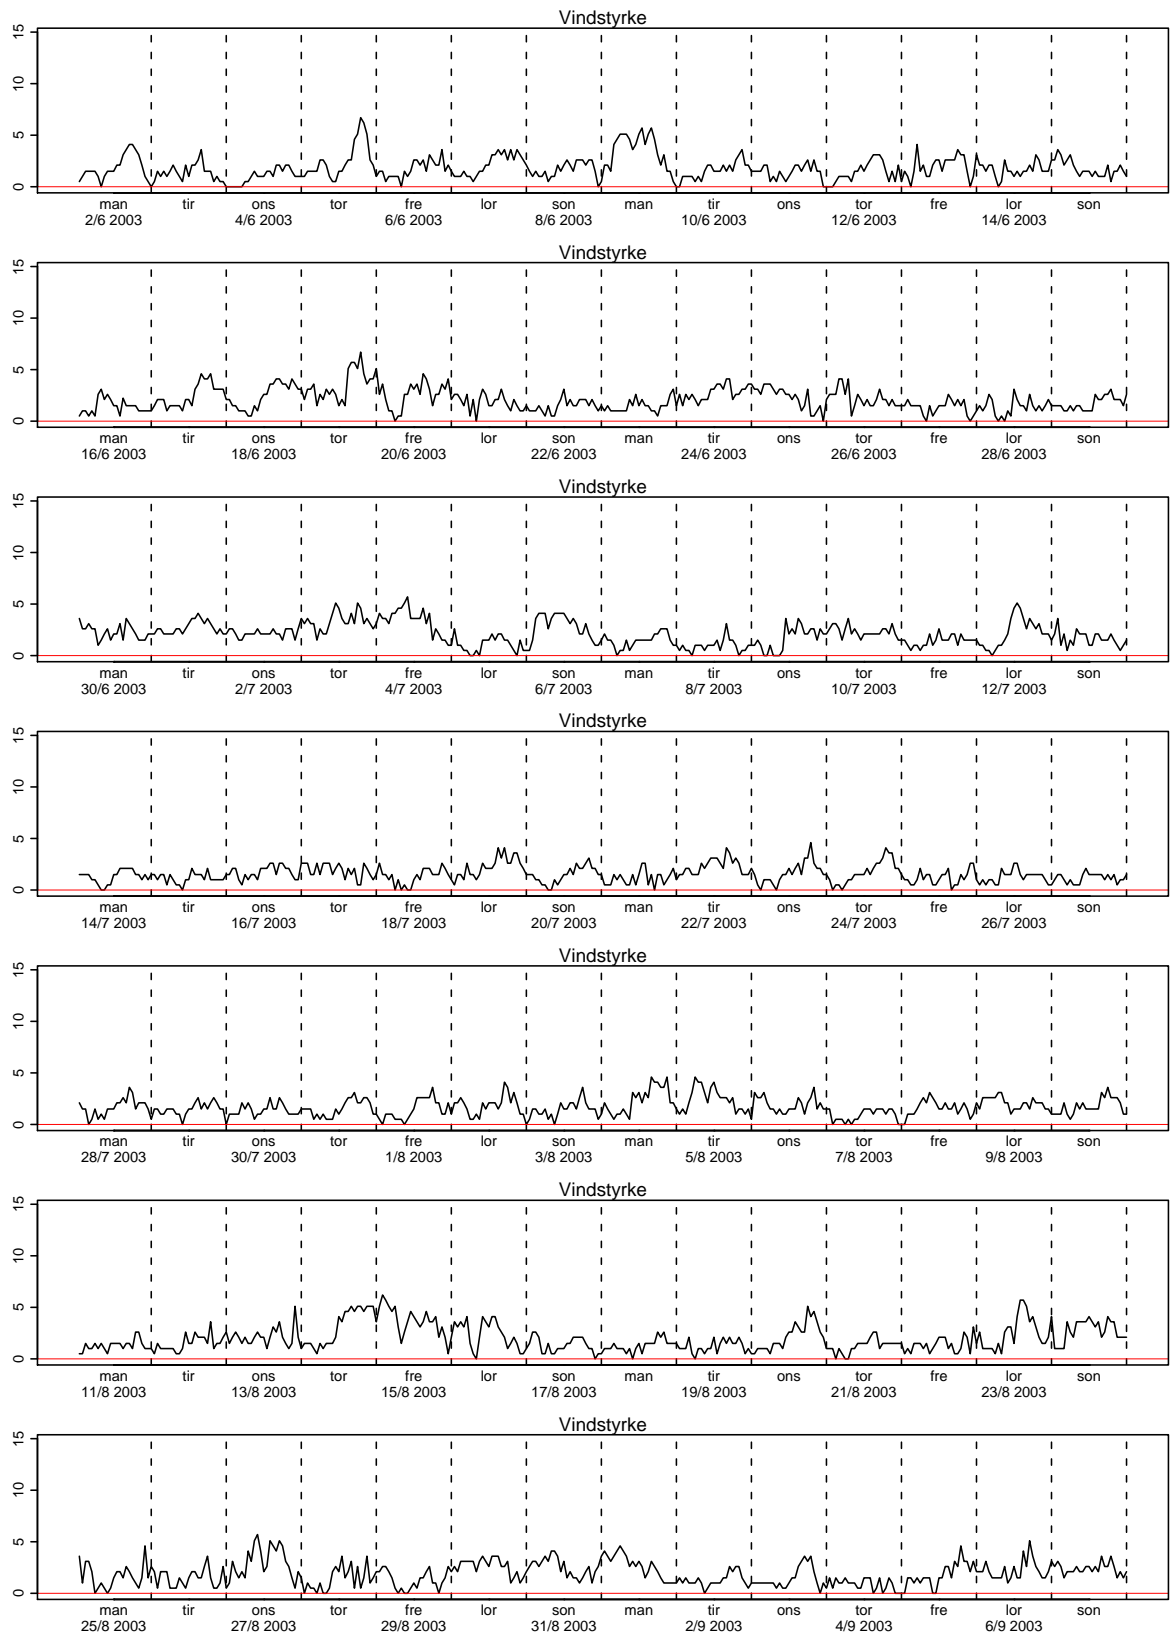 Vindstyrke
15
10
5
0
man tir ons tor fre lor son man tir ons tor fre lor son
2/6 2003 4/6 2003 6/6 2003 8/6 2003 10/6 2003 12/6 2003 14/6 2003
Vindstyrke
15
10
5
0
man tir ons tor fre lor son man tir ons tor fre lor son
16/6 2003 18/6 2003 20/6 2003 22/6 2003 24/6 2003 26/6 2003 28/6 2003
Vindstyrke
15
10
5
0
man tir ons tor fre lor son man tir ons tor fre lor son
30/6 2003 2/7 2003 4/7 2003 6/7 2003 8/7 2003 10/7 2003 12/7 2003
Vindstyrke
15
10
5
0
man tir ons tor fre lor son man tir ons tor fre lor son
14/7 2003 16/7 2003 18/7 2003 20/7 2003 22/7 2003 24/7 2003 26/7 2003
Vindstyrke
15
10
5
0
man tir ons tor fre lor son man tir ons tor fre lor son
28/7 2003 30/7 2003 1/8 2003 3/8 2003 5/8 2003 7/8 2003 9/8 2003
Vindstyrke
15
10
5
0
man tir ons tor fre lor son man tir ons tor fre lor son
11/8 2003 13/8 2003 15/8 2003 17/8 2003 19/8 2003 21/8 2003 23/8 2003
Vindstyrke
15
10
5
0
man tir ons tor fre lor son man tir ons tor fre lor son
25/8 2003 27/8 2003 29/8 2003 31/8 2003 2/9 2003 4/9 2003 6/9 2003